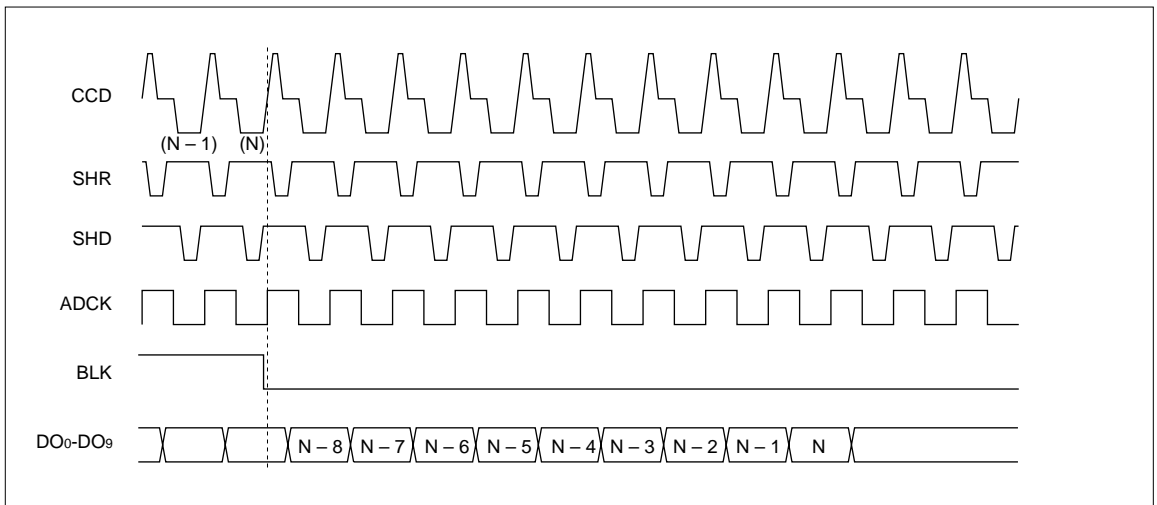 CCD
(N – 1) (N)
SHR
SHD
ADCK
BLK
DO0-DO9 N – 8 N – 7 N – 6 N – 5 N – 4 N – 3 N – 2 N – 1 N